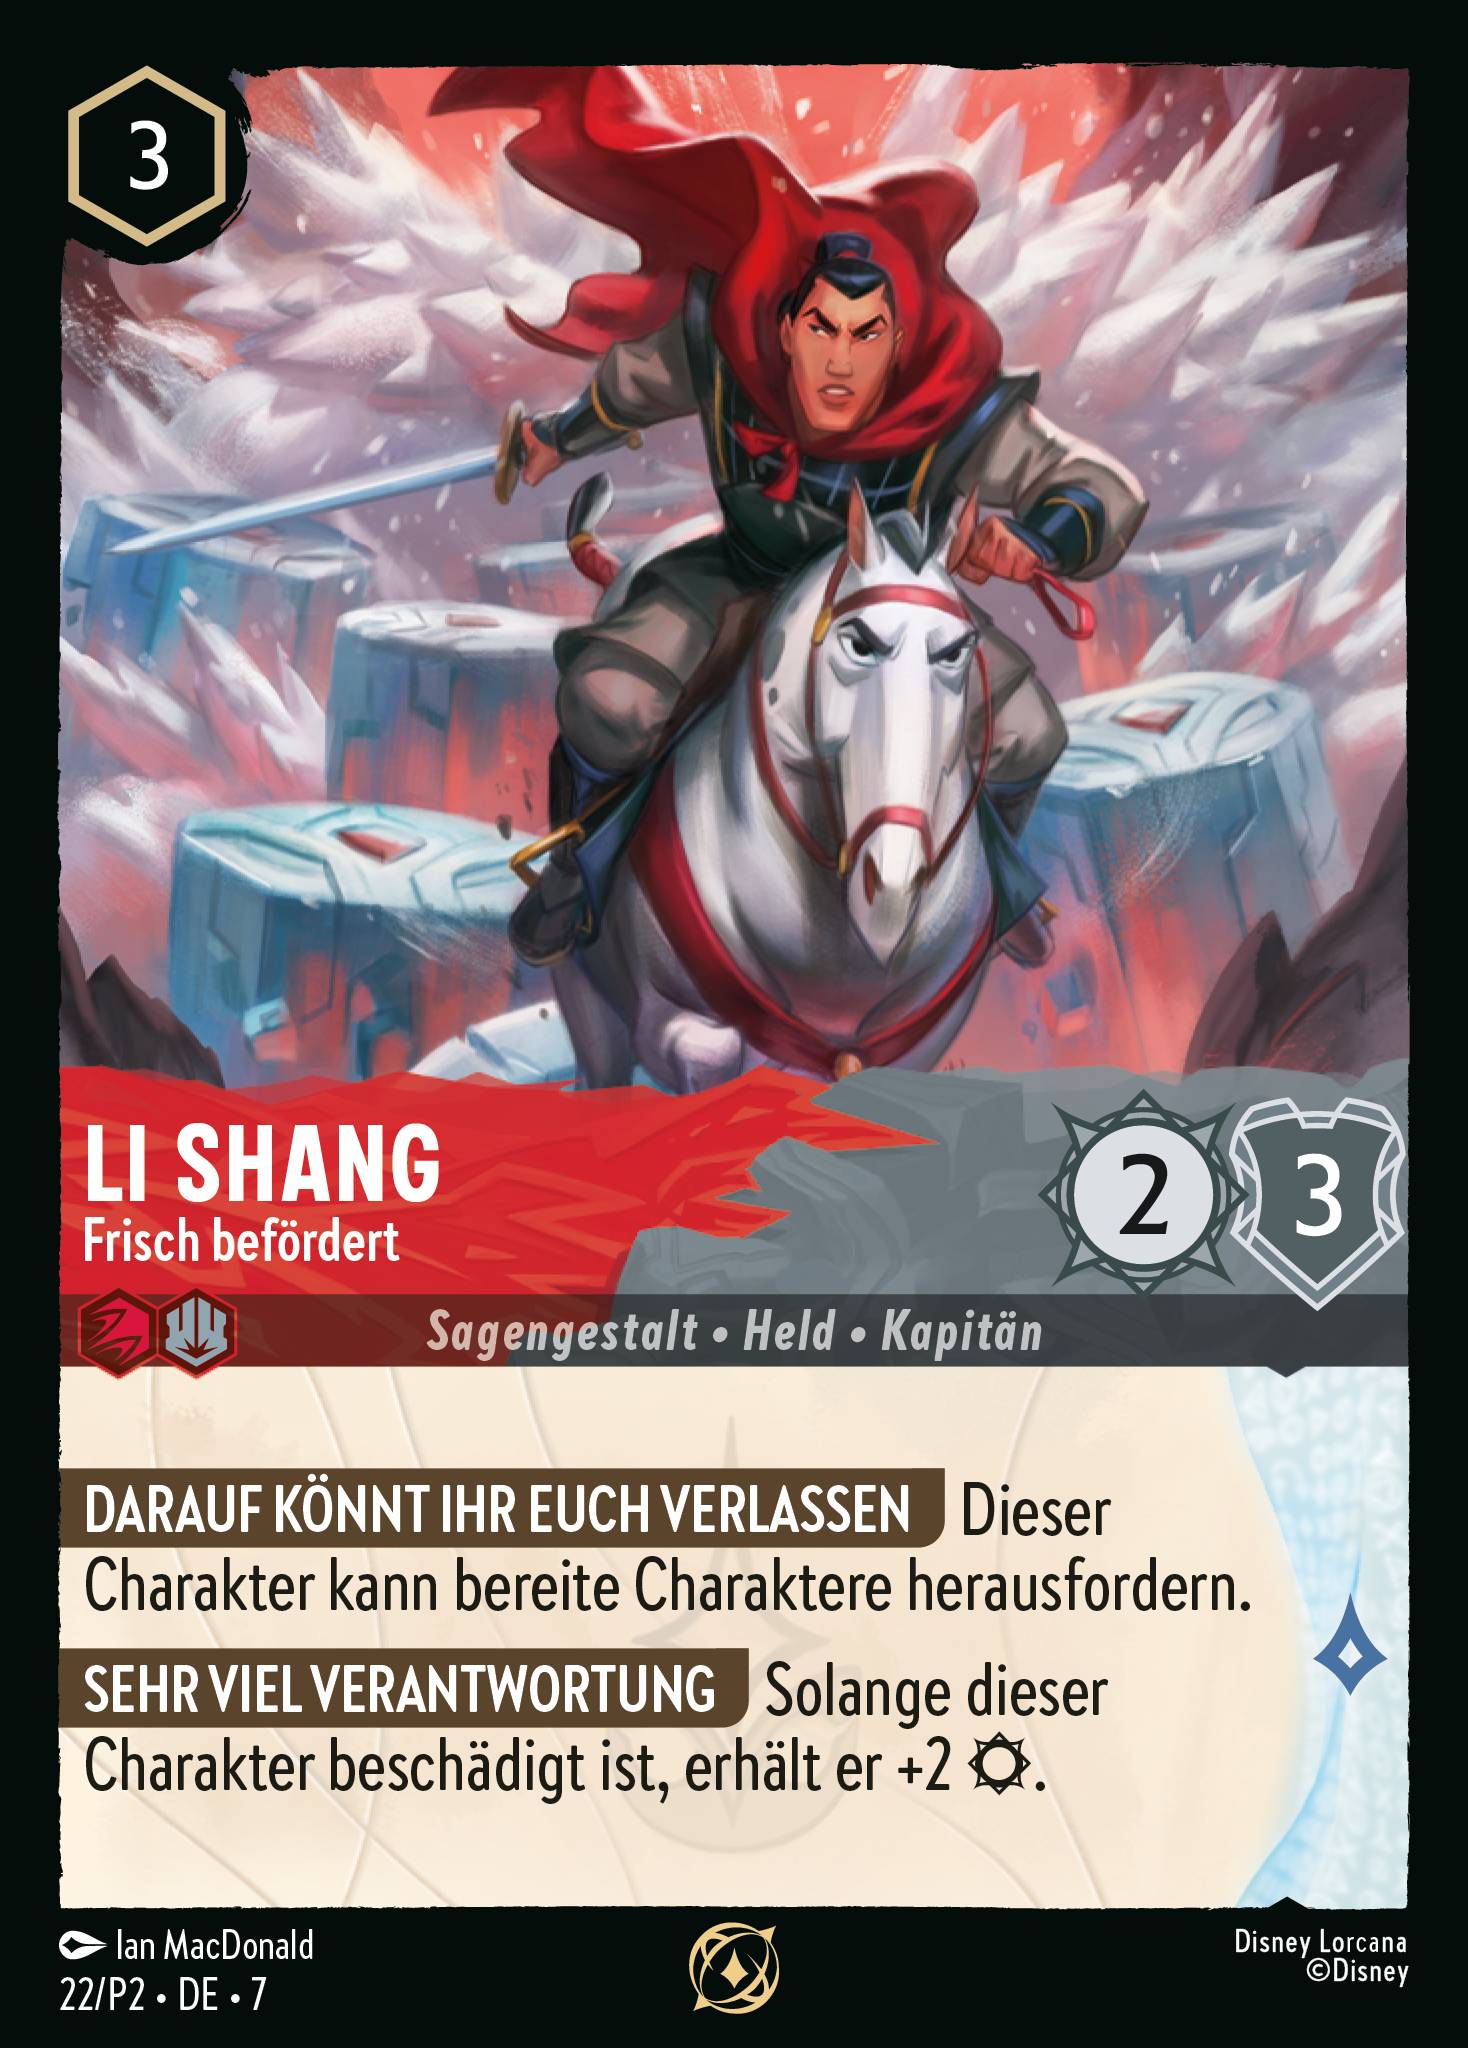 3
LI SHANG
Frisch befördert
2
3
Sagengestalt • Held • Kapitän
DARAUF KÖNNT IHR EUCH VERLASSEN Dieser
Charakter kann bereite Charaktere herausfordern.
SEHR VIEL VERANTWORTUNG Solange dieser
Charakter beschädigt ist, erhält er +2 .
Ian MacDonald
22/P2 • DE • 7
Disney Lorcana
©Disney